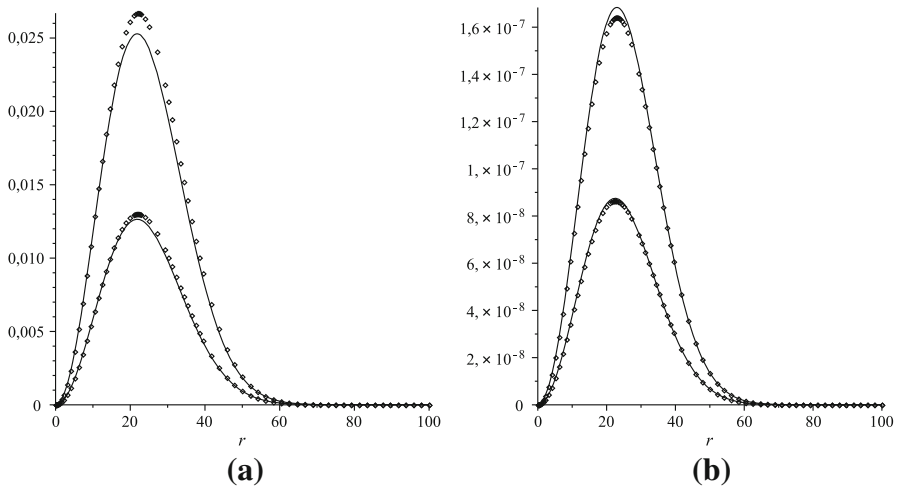 0,025
0,020
0,015
0,010
0,005
0
0 20 40 60 80 100
r
(a)
1,6 × 10⁻⁷
1,4 × 10⁻⁷
1,2 × 10⁻⁷
1, × 10⁻⁷
8, × 10⁻⁸
6, × 10⁻⁸
4, × 10⁻⁸
2, × 10⁻⁸
0
0 20 40 60 80 100
r
(b)